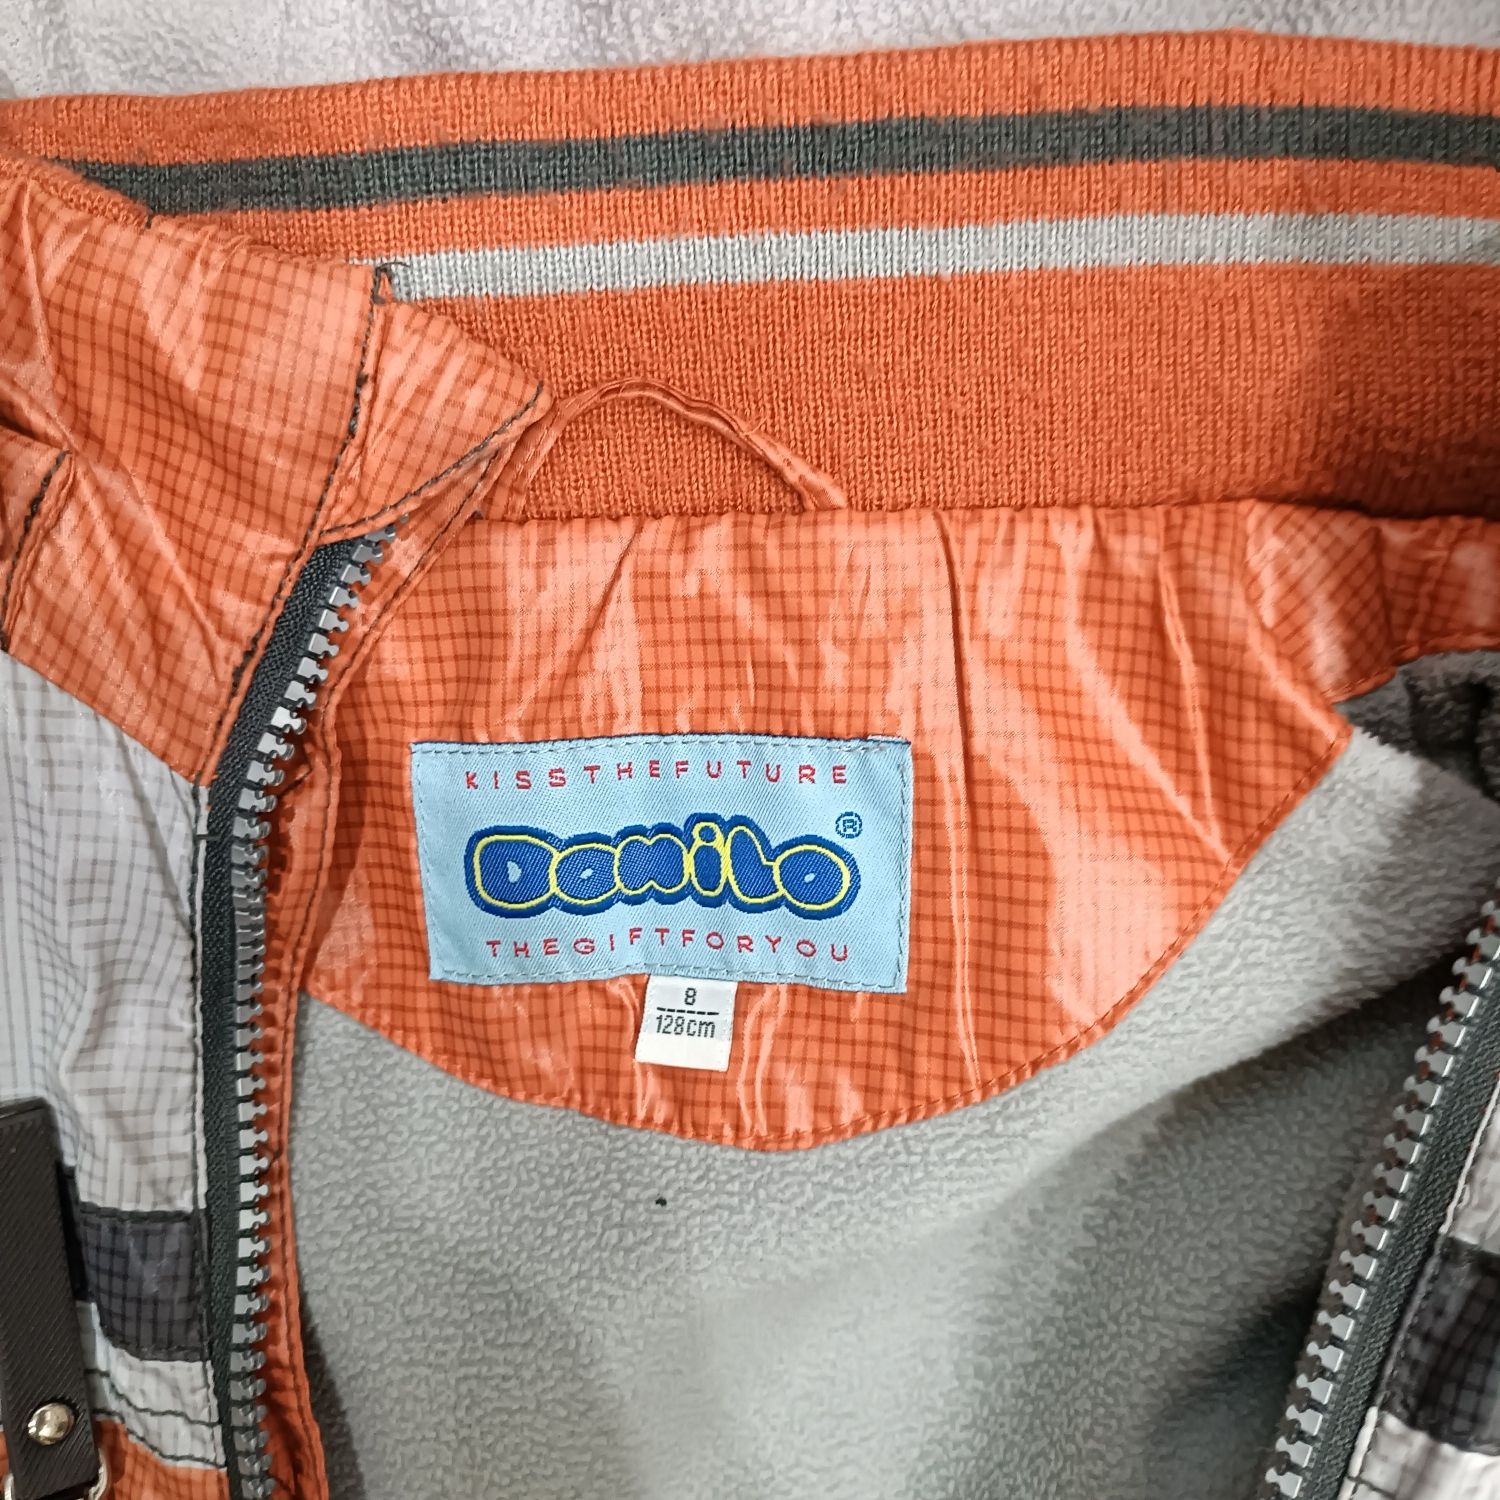 KISSTHEFUTURE
Danilo®
THEGIFTFORYOU
8
128cm